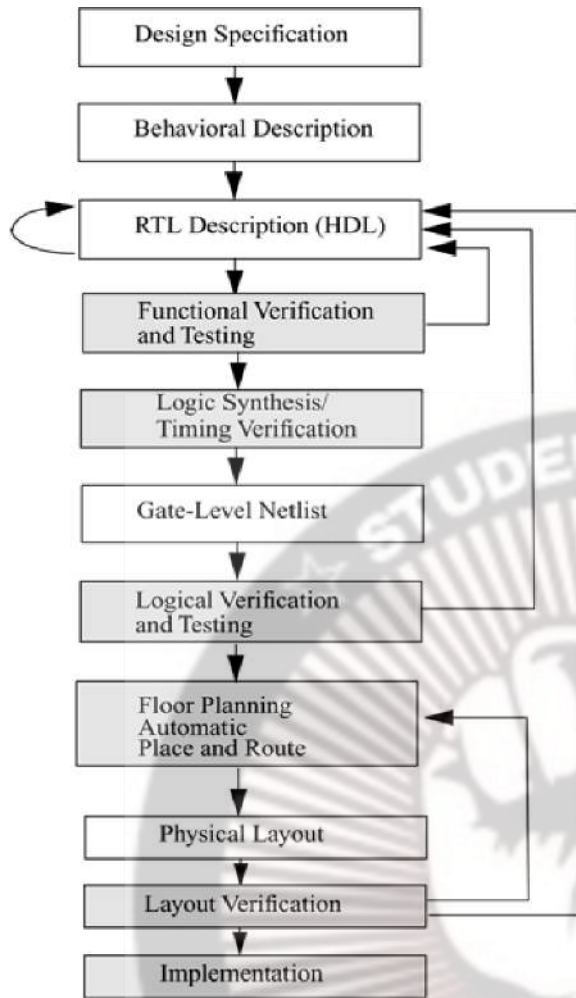 Design Specification
Behavioral Description
RTL Description (HDL)
Functional Verification
and Testing
Logic Synthesis/
Timing Verification
STUDE
Gate-Level Netlist
Logical Verification
and Testing
Floor Planning
Automatic
Place and Route
Physical Layout
Layout Verification
Implementation